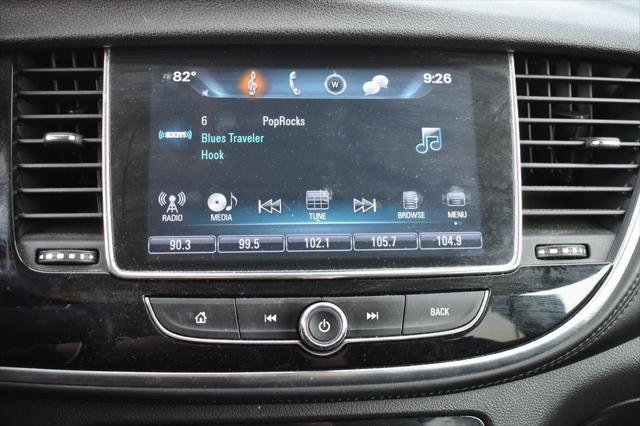 82° W 9:26
6 PopRocks
((SXM)) Blues Traveler
Hook
RADIO MEDIA TUNE BROWSE MENU
90.3 99.5 102.1 105.7 104.9
BACK